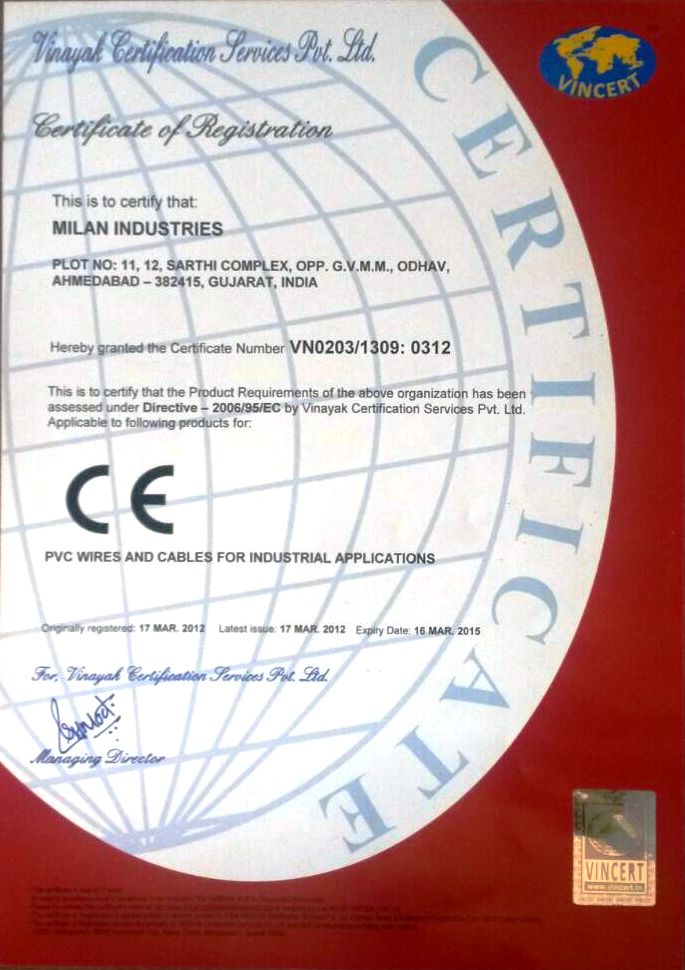 Vinayak Certification Services Pvt. Ltd.
VINCERT
CERTIFICATE
Certificate of Registration
This is to certify that:
MILAN INDUSTRIES
PLOT NO: 11, 12, SARTHI COMPLEX, OPP. G.V.M.M., ODHAV,
AHMEDABAD – 382415, GUJARAT, INDIA
Hereby granted the Certificate Number VN0203/1309: 0312
This is to certify that the Product Requirements of the above organization has been
assessed under Directive – 2006/95/EC by Vinayak Certification Services Pvt. Ltd.
Applicable to following products for:
CE
PVC WIRES AND CABLES FOR INDUSTRIAL APPLICATIONS
Originally registered: 17 MAR. 2012 Latest issue: 17 MAR. 2012 Expiry Date: 16 MAR. 2015
For, Vinayak Certification Services Pvt. Ltd.
Managing Director
VINCERT
www.vincert.in